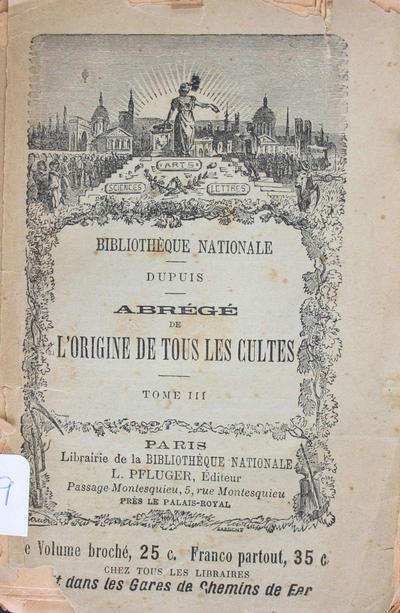 ARTS
SCIENCES LETTRES
BIBLIOTHÈQUE NATIONALE
DUPUIS
ABRÉGÉ
DE
L'ORIGINE DE TOUS LES CULTES
TOME III
PARIS
Librairie de la BIBLIOTHÈQUE NATIONALE
L. PFLUGER, Éditeur
Passage Montesquieu, 5, rue Montesquieu
PRÈS LE PALAIS-ROYAL
e Volume broché, 25 c. Franco partout, 35 c
CHEZ TOUS LES LIBRAIRES
t dans les Gares de Chemins de Fer
9